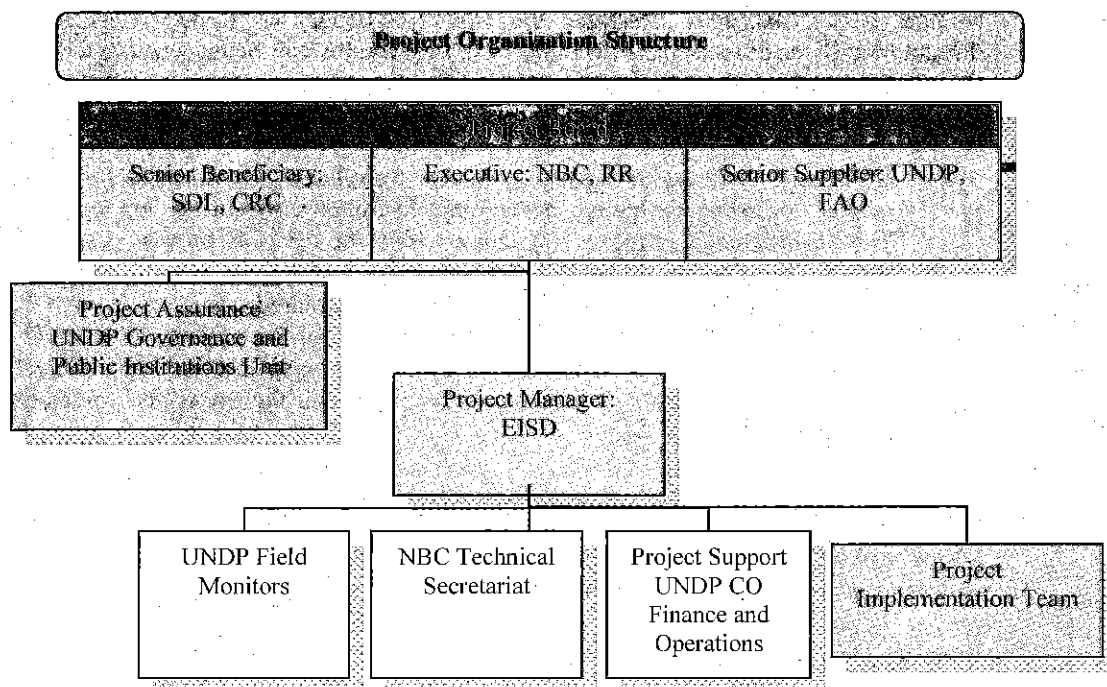 Project Organization Structure
Project Board
Senior Beneficiary:
SDL, CRC
Executive: NBC, RR
Senior Supplier: UNDP,
FAO
Project Assurance
UNDP Governance and
Public Institutions Unit
Project Manager:
EISD
UNDP Field
Monitors
NBC Technical
Secretariat
Project Support
UNDP CO
Finance and
Operations
Project
Implementation Team